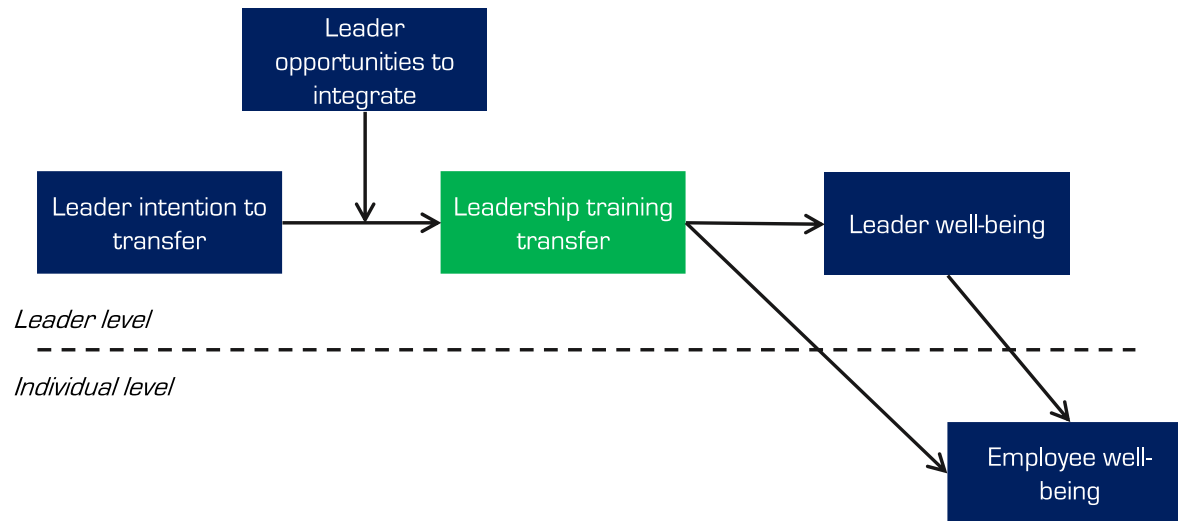 Leader
opportunities to
integrate
Leader intention to
transfer
Leadership training
transfer
Leader well-being
Leader level
Individual level
Employee well-
being